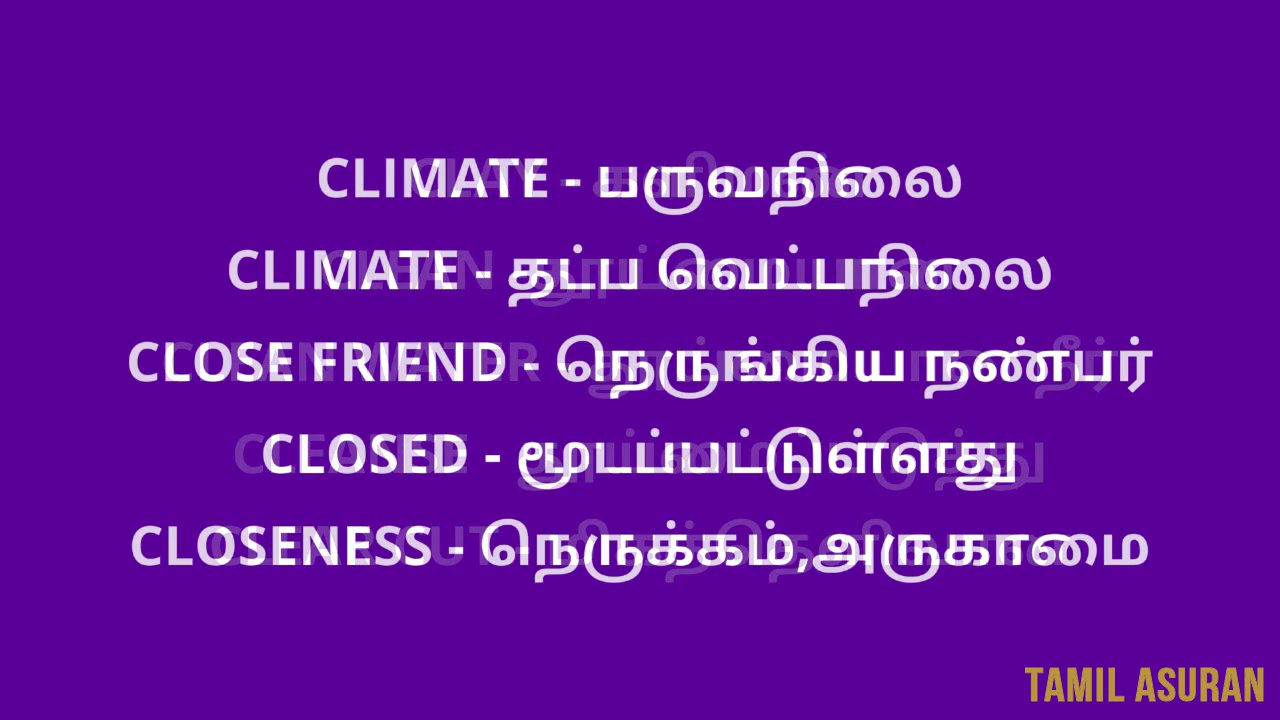 CLIMATE - பருவநிலை
CLIMATE - தட்ப வெட்பநிலை
CLOSE FRIEND - நெருங்கிய நண்பர்
CLOSED - மூடப்பட்டுள்ளது
CLOSENESS - நெருக்கம்,அருகாமை
TAMIL ASURAN